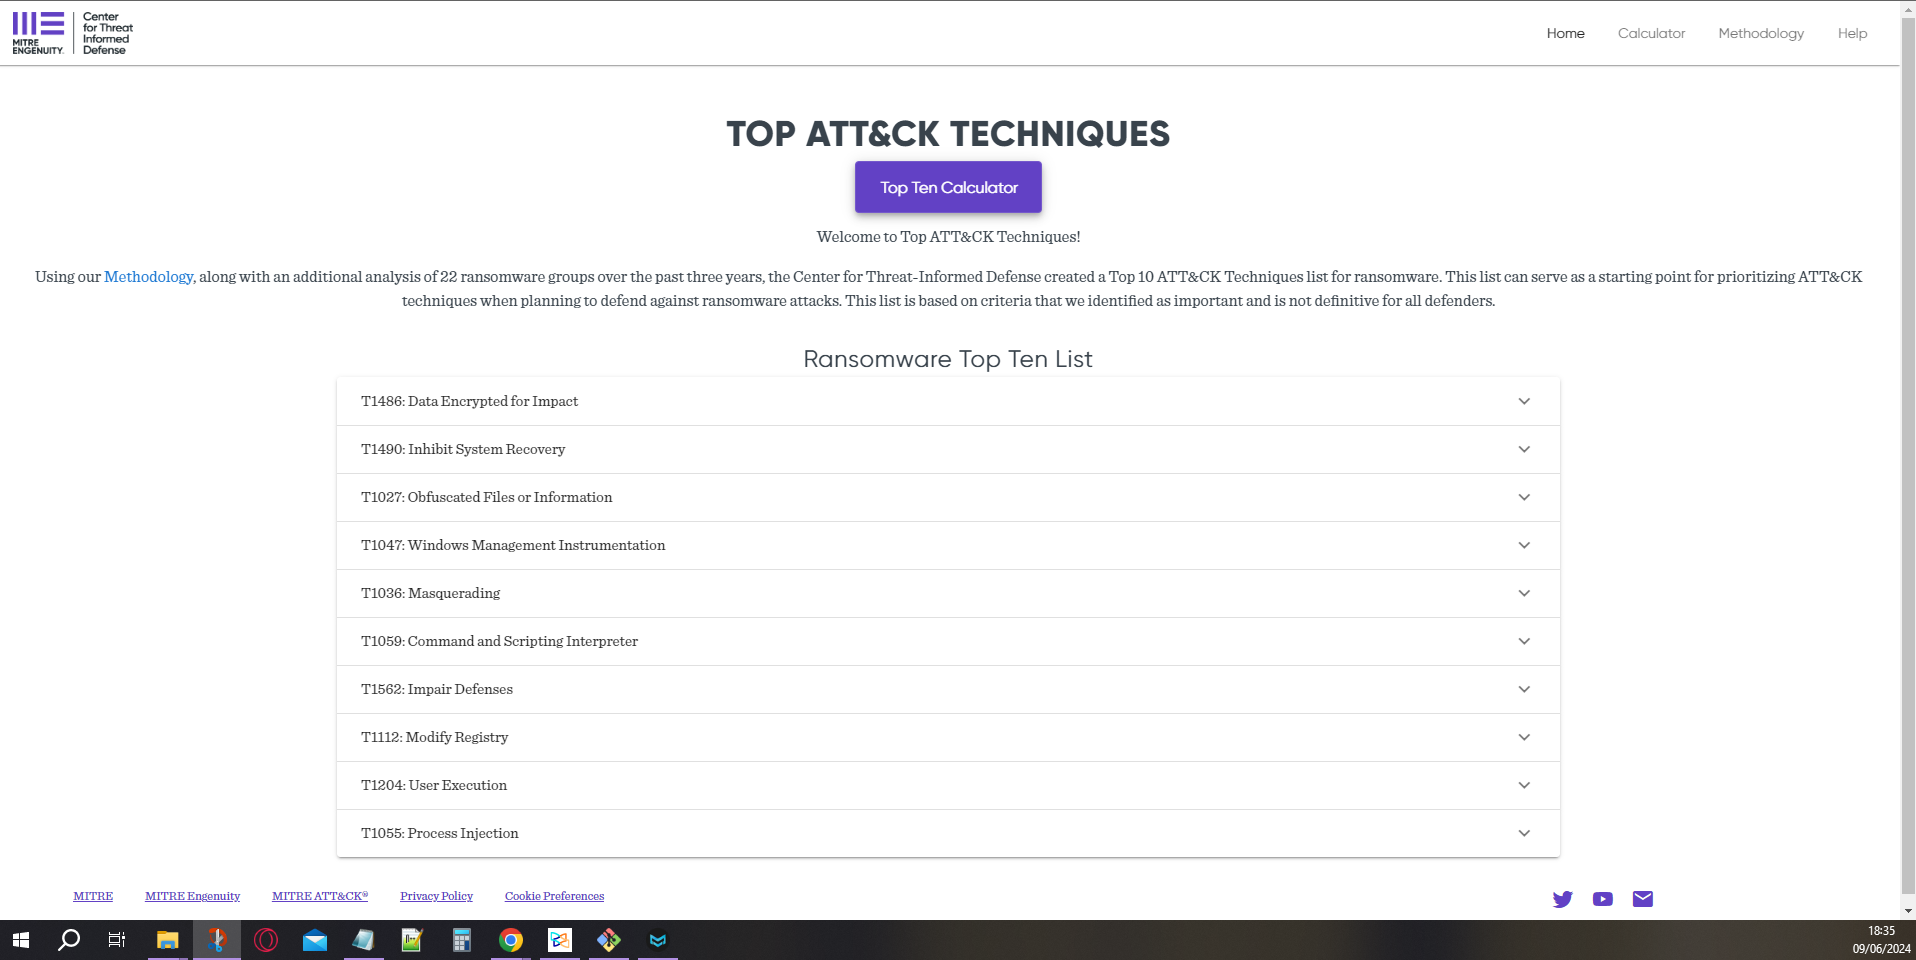 MITRE
ENGENUITY.
Center
for Threat
Informed
Defense
Home
Calculator
Methodology
Help
TOP ATT&CK TECHNIQUES
Top Ten Calculator
Welcome to Top ATT&CK Techniques!
Using our Methodology, along with an additional analysis of 22 ransomware groups over the past three years, the Center for Threat-Informed Defense created a Top 10 ATT&CK Techniques list for ransomware. This list can serve as a starting point for prioritizing ATT&CK
techniques when planning to defend against ransomware attacks. This list is based on criteria that we identified as important and is not definitive for all defenders.
Ransomware Top Ten List
T1486: Data Encrypted for Impact
T1490: Inhibit System Recovery
T1027: Obfuscated Files or Information
T1047: Windows Management Instrumentation
T1036: Masquerading
T1059: Command and Scripting Interpreter
T1562: Impair Defenses
T1112: Modify Registry
T1204: User Execution
T1055: Process Injection
MITRE
MITRE Engenuity
MITRE ATT&CK®
Privacy Policy
Cookie Preferences
18:35
09/06/2024